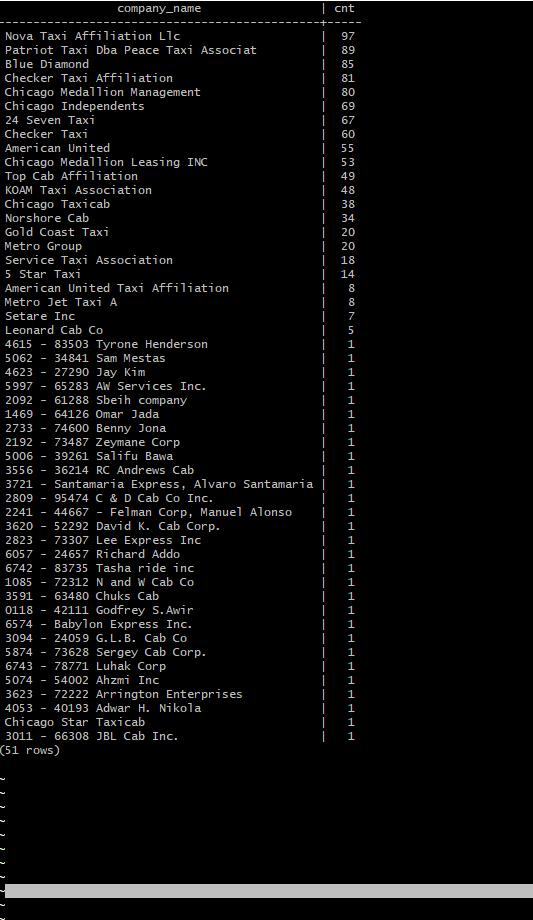 company_name | cnt
---------------------------------------------+-----
Nova Taxi Affiliation Llc | 97
Patriot Taxi Dba Peace Taxi Associat | 89
Blue Diamond | 85
Checker Taxi Affiliation | 81
Chicago Medallion Management | 80
Chicago Independents | 69
24 Seven Taxi | 67
Checker Taxi | 60
American United | 55
Chicago Medallion Leasing INC | 53
Top Cab Affiliation | 49
KOAM Taxi Association | 48
Chicago Taxicab | 38
Norshore Cab | 34
Gold Coast Taxi | 20
Metro Group | 20
Service Taxi Association | 18
5 Star Taxi | 14
American United Taxi Affiliation | 8
Metro Jet Taxi A | 8
Setare Inc | 7
Leonard Cab Co | 5
4615 - 83503 Tyrone Henderson | 1
5062 - 34841 Sam Mestas | 1
4623 - 27290 Jay Kim | 1
5997 - 65283 AW Services Inc. | 1
2092 - 61288 Sbeih company | 1
1469 - 64126 Omar Jada | 1
2733 - 74600 Benny Jona | 1
2192 - 73487 Zeymane Corp | 1
5006 - 39261 Salifu Bawa | 1
3556 - 36214 RC Andrews Cab | 1
3721 - Santamaria Express, Alvaro Santamaria | 1
2809 - 95474 C & D Cab Co Inc. | 1
2241 - 44667 - Felman Corp, Manuel Alonso | 1
3620 - 52292 David K. Cab Corp. | 1
2823 - 73307 Lee Express Inc | 1
6057 - 24657 Richard Addo | 1
6742 - 83735 Tasha ride inc | 1
1085 - 72312 N and W Cab Co | 1
3591 - 63480 Chuks Cab | 1
0118 - 42111 Godfrey S.Awir | 1
6574 - Babylon Express Inc. | 1
3094 - 24059 G.L.B. Cab Co | 1
5874 - 73628 Sergey Cab Corp. | 1
6743 - 78771 Luhak Corp | 1
5074 - 54002 Ahzmi Inc | 1
3623 - 72222 Arrington Enterprises | 1
4053 - 40193 Adwar H. Nikola | 1
Chicago Star Taxicab | 1
3011 - 66308 JBL Cab Inc. | 1
(51 rows)
~
~
~
~
~
~
~
~
~
~
~